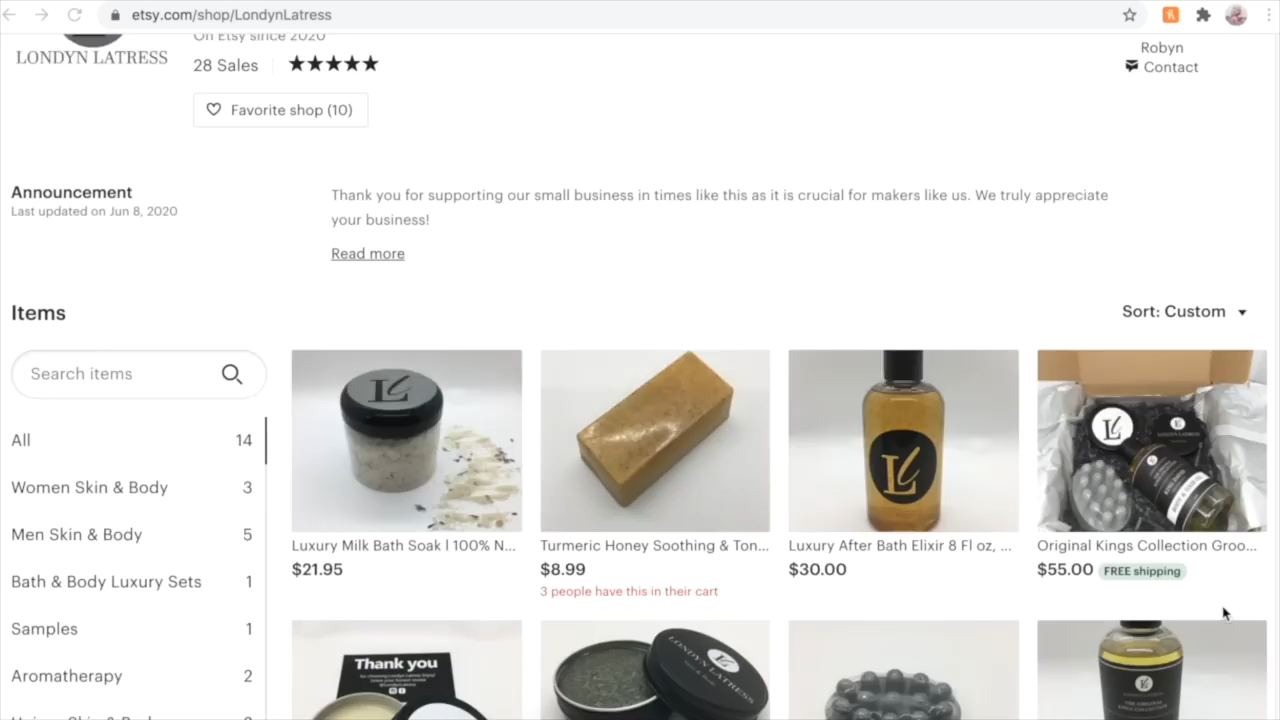 etsy.com/shop/LondynLatress
On Etsy since 2020
LONDYN LATRESS
28 Sales
Favorite shop (10)
Robyn
Contact
Announcement
Last updated on Jun 8, 2020
Thank you for supporting our small business in times like this as it is crucial for makers like us. We truly appreciate
your business!
Read more
Items
Sort: Custom
Search items
All 14
Women Skin & Body 3
Men Skin & Body 5
Bath & Body Luxury Sets 1
Samples 1
Aromatherapy 2
Luxury Milk Bath Soak | 100% N...
$21.95
Turmeric Honey Soothing & Ton...
$8.99
3 people have this in their cart
Luxury After Bath Elixir 8 Fl oz, ...
$30.00
Original Kings Collection Groo...
$55.00 FREE shipping
Thank you
LONDYN LATRESS